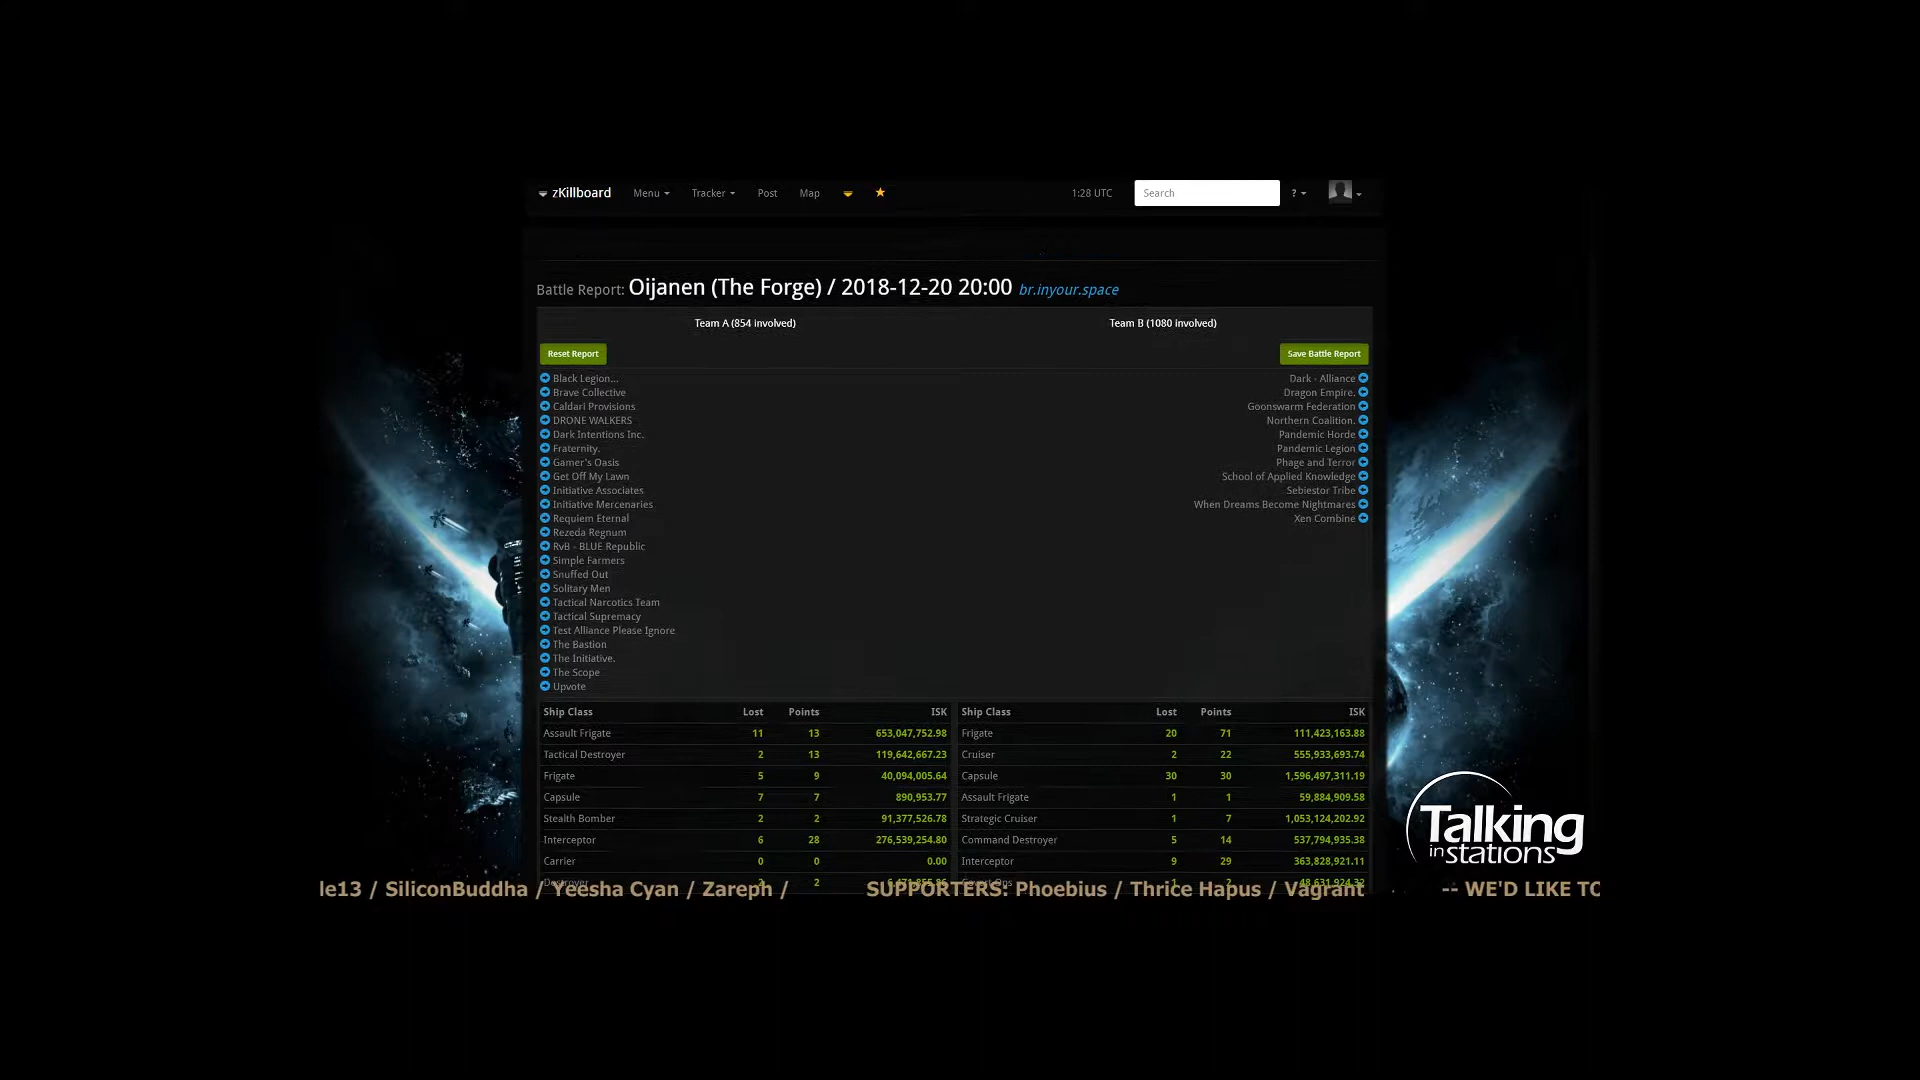 zKillboard Menu Tracker Post Map 1:28 UTC Search ?
Battle Report: Oijanen (The Forge) / 2018-12-20 20:00 br.inyour.space
Team A (854 involved) Team B (1080 involved)
Reset Report Save Battle Report
Black Legion...
Brave Collective
Caldari Provisions
DRONE WALKERS
Dark Intentions Inc.
Fraternity.
Gamer's Oasis
Get Off My Lawn
Initiative Associates
Initiative Mercenaries
Requiem Eternal
Rezeda Regnum
RvB - BLUE Republic
Simple Farmers
Snuffed Out
Solitary Men
Tactical Narcotics Team
Tactical Supremacy
Test Alliance Please Ignore
The Bastion
The Initiative.
The Scope
Upvote
Dark - Alliance
Dragon Empire.
Goonswarm Federation
Northern Coalition.
Pandemic Horde
Pandemic Legion
Phage and Terror
School of Applied Knowledge
Sebiestor Tribe
When Dreams Become Nightmares
Xen Combine
Ship Class Lost Points ISK
Assault Frigate 11 13 653,047,752.98
Tactical Destroyer 2 13 119,642,667.23
Frigate 5 9 40,094,005.64
Capsule 7 7 890,953.77
Stealth Bomber 2 2 91,377,526.78
Interceptor 6 28 276,539,254.80
Carrier 0 0 0.00
Destroyer 2 2
Ship Class Lost Points ISK
Frigate 20 71 111,423,163.88
Cruiser 2 22 555,933,693.74
Capsule 30 30 1,596,497,311.19
Assault Frigate 1 1 59,884,909.58
Strategic Cruiser 1 7 1,053,124,202.92
Command Destroyer 5 14 537,794,935.38
Interceptor 9 29 363,828,921.11
Talking
in stations
le13 / SiliconBuddha / Yeesha Cyan / Zareph / SUPPORTERS: Phoebius / Thrice Hapus / Vagrant -- WE'D LIKE TO